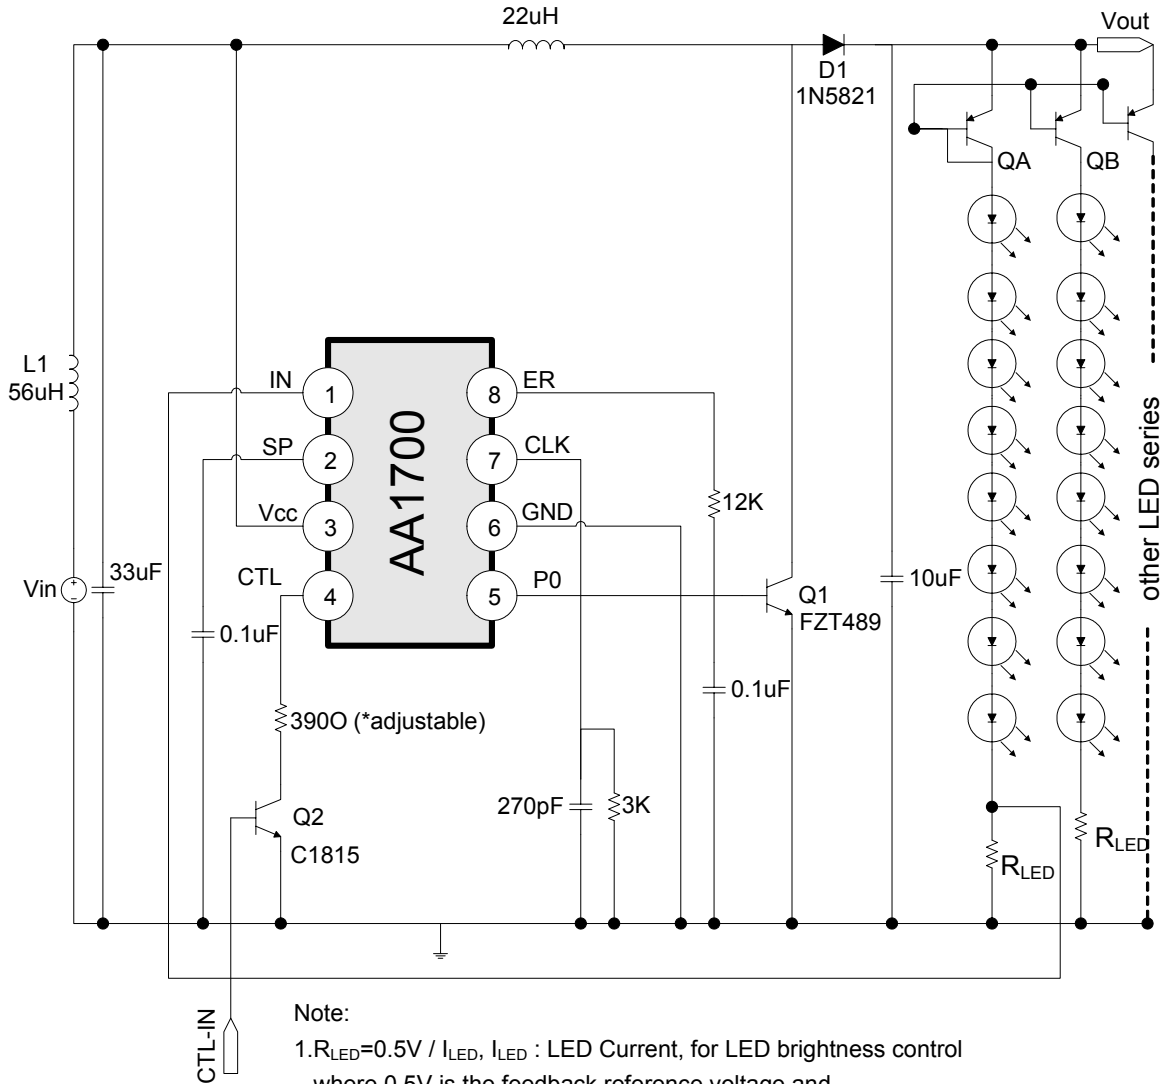 22uH
Vout
D1
1N5821
QA
QB
L1
56uH
IN
1
8
ER
SP
2
7
CLK
Vcc
3
6
GND
CTL
4
5
P0
AA1700
12K
Vin
33uF
0.1uF
Q1
FZT489
10uF
other LED series
0.1uF
390O (*adjustable)
270pF
3K
Q2
C1815
RLED
RLED
CTL-IN
Note:
1.RLED=0.5V / ILED, ILED : LED Current, for LED brightness control
where 0.5V is the feedback reference voltage and